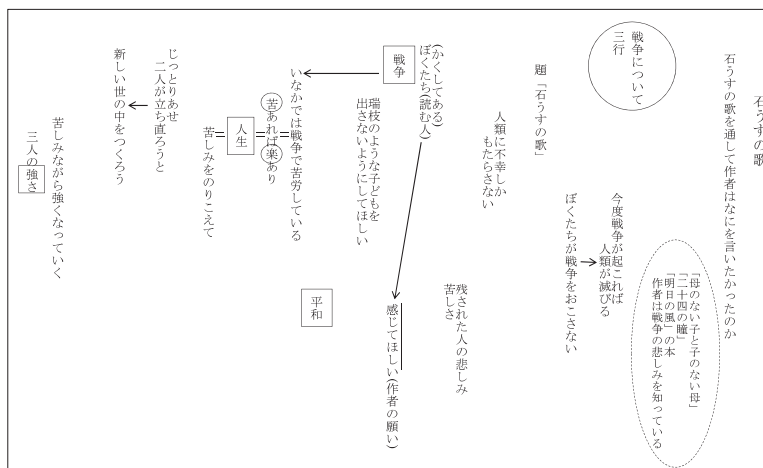 石うすの歌
石うすの歌を通して作者はなにを言いたかったのか
「母のない子と子のない母」
「二十四の瞳」
「明日の風」の本
作者は戦争の悲しみを知っている
戦争について
三行
今度戦争が起これば
人類が滅びる
ぼくたちが戦争をおこさない
題「石うすの歌」
人類に不幸しか
もたらさない
残された人の悲しみ
苦しさ
(かくしてある)
ぼくたち(読む人)
感じてほしい(作者の願い)
戦争
瑞枝のような子どもを
出さないようにしてほしい
平和
いなかでは戦争で苦労している
苦あれば楽あり
人生
苦しみをのりこえて
じっとりあせ
二人が立ち直ろうと
新しい世の中をつくろう
苦しみながら強くなっていく
三人の強さ